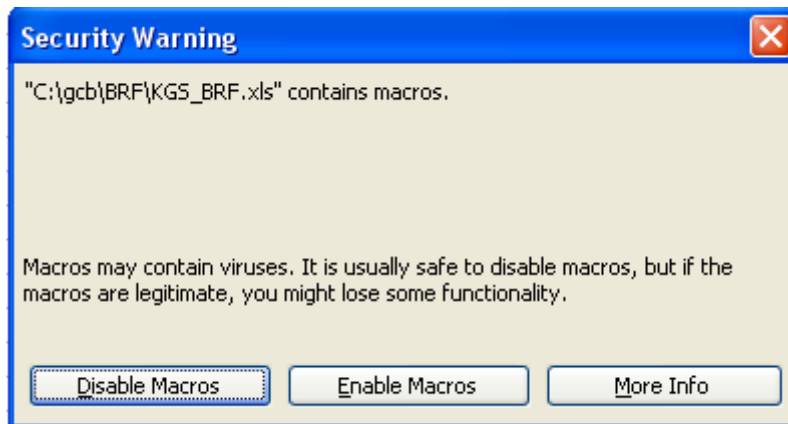 Security Warning
"C:\gcb\BRF\KGS_BRF.xls" contains macros.
Macros may contain viruses. It is usually safe to disable macros, but if the
macros are legitimate, you might lose some functionality.
Disable Macros
Enable Macros
More Info